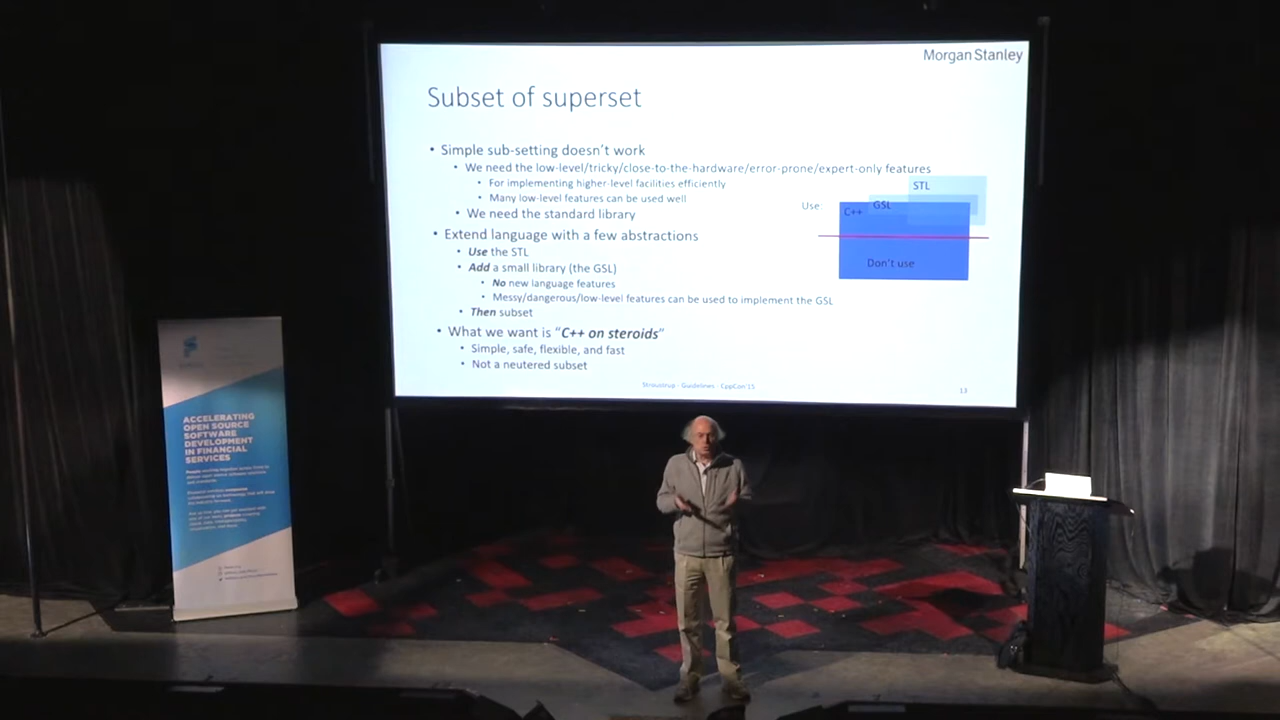 Morgan Stanley
Subset of superset
• Simple sub-setting doesn't work
• We need the low-level/tricky/close-to-the-hardware/error-prone/expert-only features
• For implementing higher-level facilities efficiently
• Many low-level features can be used well
• We need the standard library
• Extend language with a few abstractions
• Use the STL
• Add a small library (the GSL)
• No new language features
• Messy/dangerous/low-level features can be used to implement the GSL
• Then subset
• What we want is "C++ on steroids"
• Simple, safe, flexible, and fast
• Not a neutered subset
Use:
STL
GSL
C++
Don't use
Stroustrup - Guidelines - CppCon'15
13
ACCELERATING
OPEN SOURCE
SOFTWARE
DEVELOPMENT
IN FINANCIAL
SERVICES